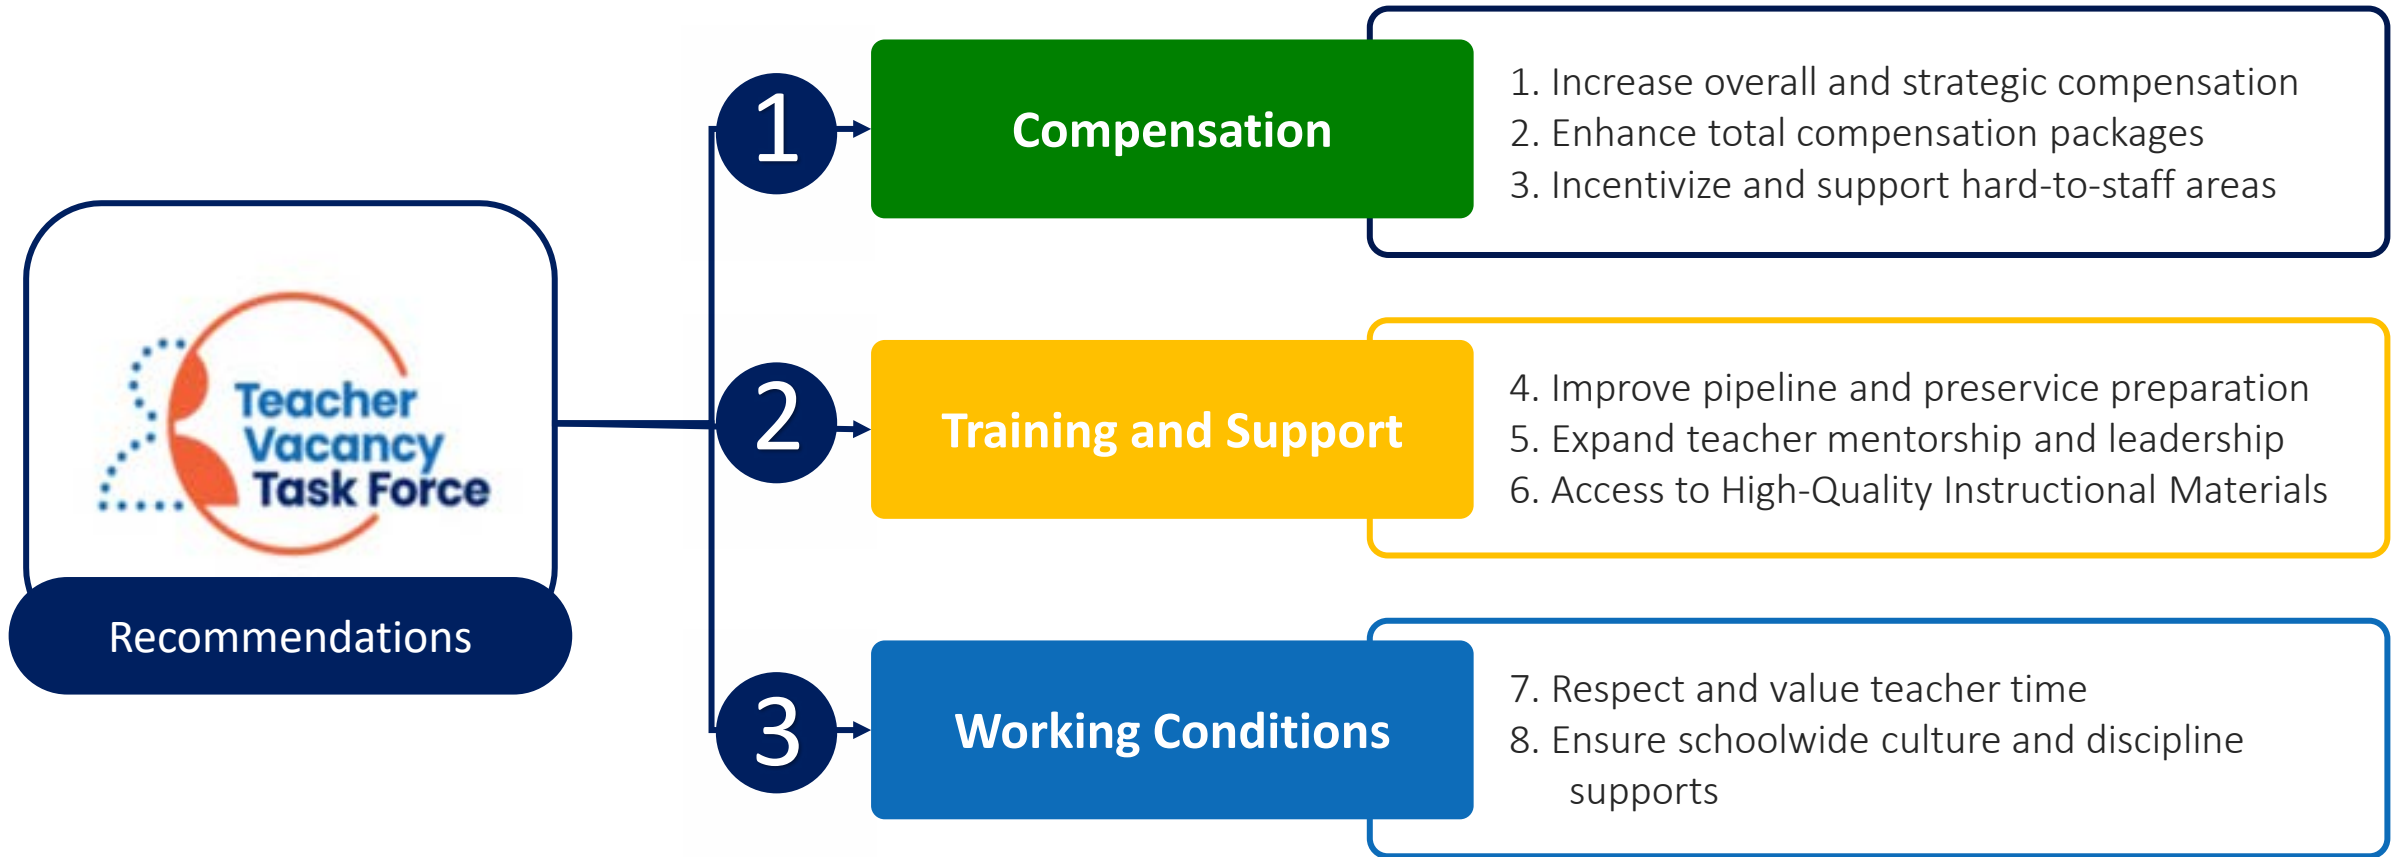 Teacher
Vacancy
Task Force
Recommendations
1
Compensation
1. Increase overall and strategic compensation
2. Enhance total compensation packages
3. Incentivize and support hard-to-staff areas
2
Training and Support
4. Improve pipeline and preservice preparation
5. Expand teacher mentorship and leadership
6. Access to High-Quality Instructional Materials
3
Working Conditions
7. Respect and value teacher time
8. Ensure schoolwide culture and discipline
supports